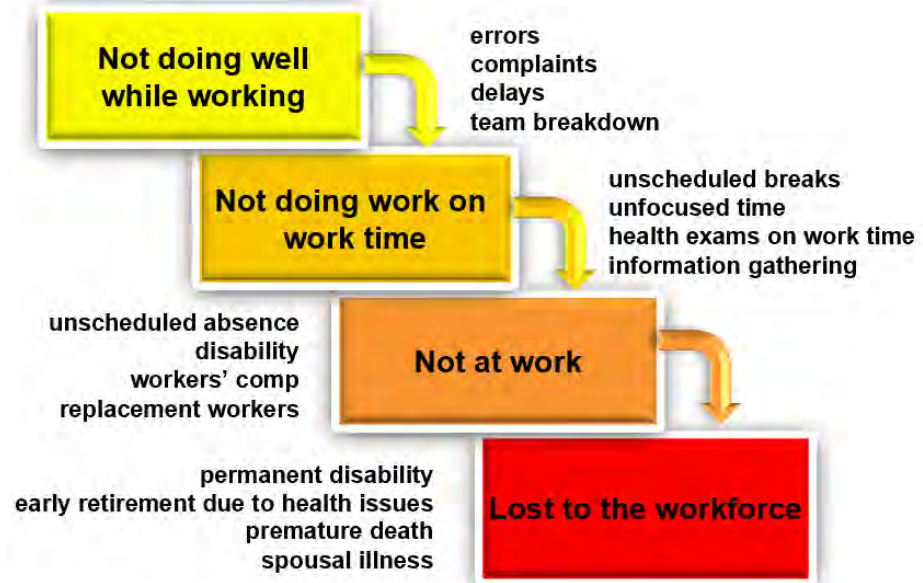 Not doing well
while working
errors
complaints
delays
team breakdown
Not doing work on
work time
unscheduled breaks
unfocused time
health exams on work time
information gathering
Not at work
unscheduled absence
disability
workers’ comp
replacement workers
Lost to the workforce
permanent disability
early retirement due to health issues
premature death
spousal illness